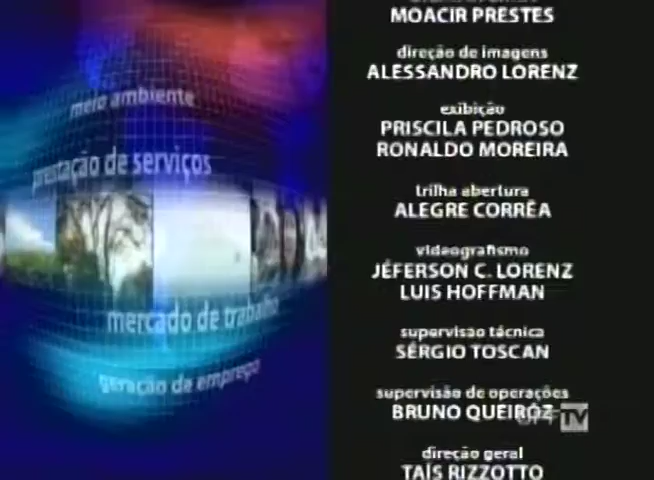 meio ambiente
prestação de serviços
mercado de trabalho
geração de emprego
MOACIR PRESTES
direção de imagens
ALESSANDRO LORENZ
exibição
PRISCILA PEDROSO
RONALDO MOREIRA
trilha abertura
ALEGRE CORRÊA
videografismo
JÉFERSON C. LORENZ
LUIS HOFFMAN
supervisão técnica
SÉRGIO TOSCAN
supervisão de operações
BRUNO QUEIRÓZ
UPFTV
direção geral
TAÍS RIZZOTTO